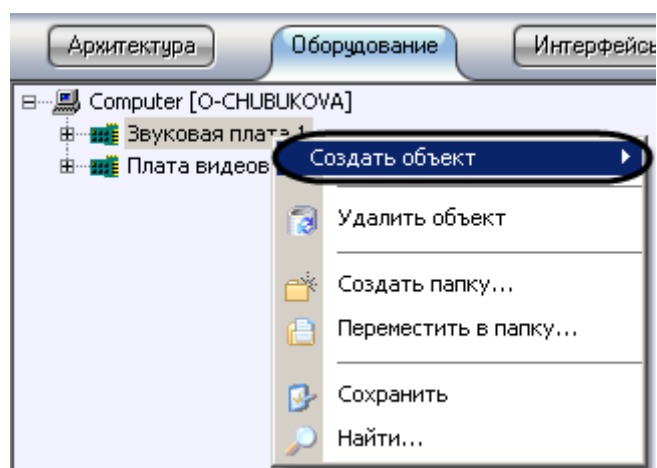 Архитектура Оборудование Интерфейсы
Computer [O-CHUBUKOVA]
Звуковая плата 1
Плата видеов
Создать объект
Удалить объект
Создать папку...
Переместить в папку...
Сохранить
Найти...